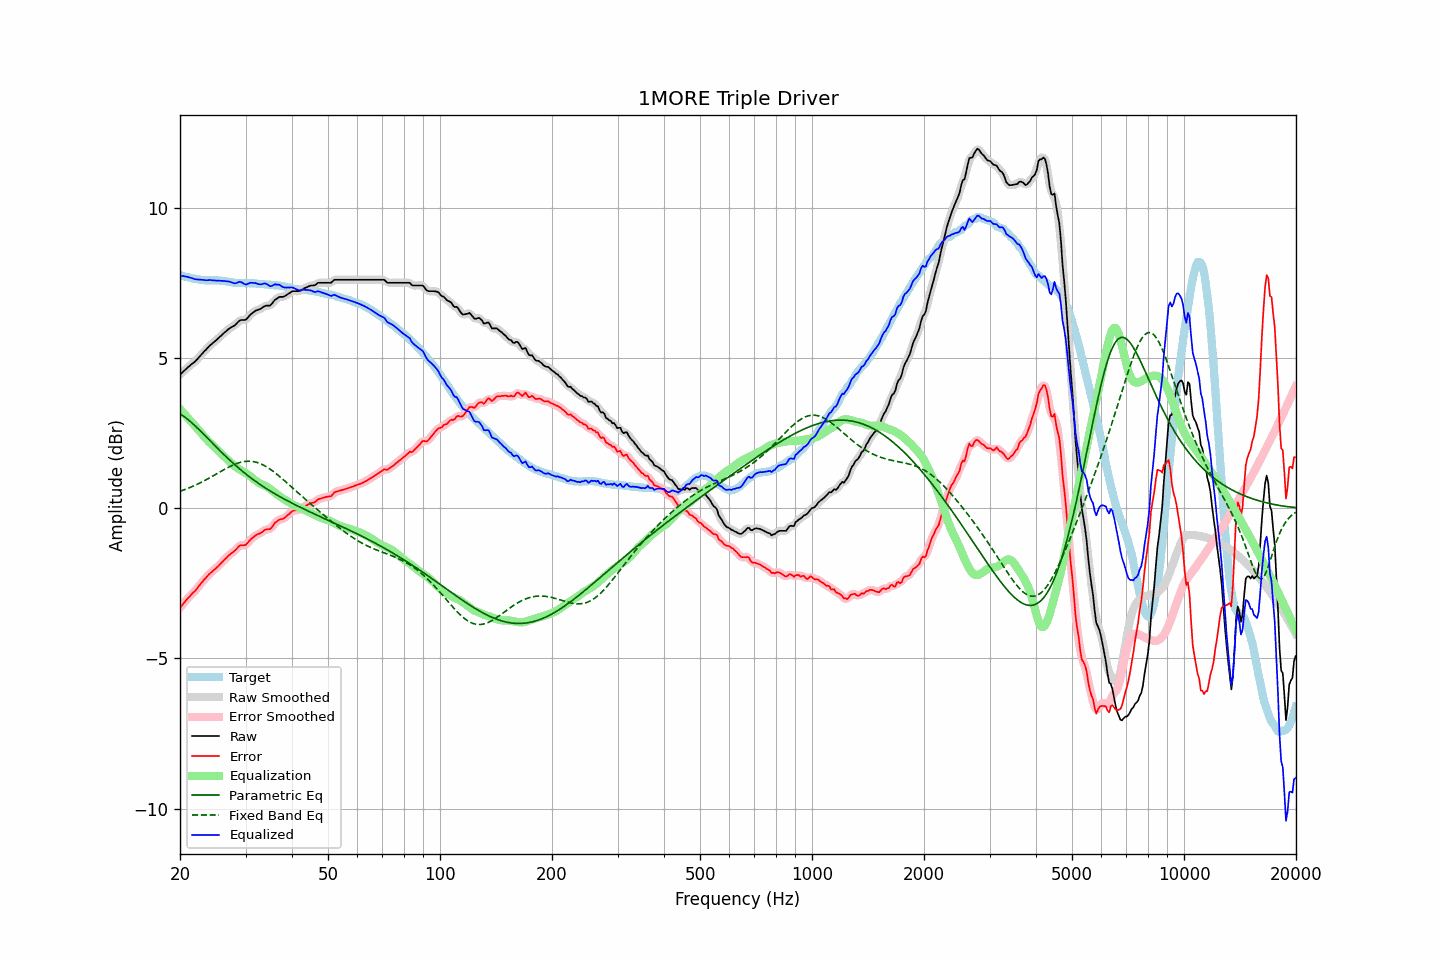 1MORE Triple Driver
Amplitude (dBr)
10
5
0
−5
−10
Target
Raw Smoothed
Error Smoothed
Raw
Error
Equalization
Parametric Eq
Fixed Band Eq
Equalized
20 50 100 200 500 1000 2000 5000 10000 20000
Frequency (Hz)